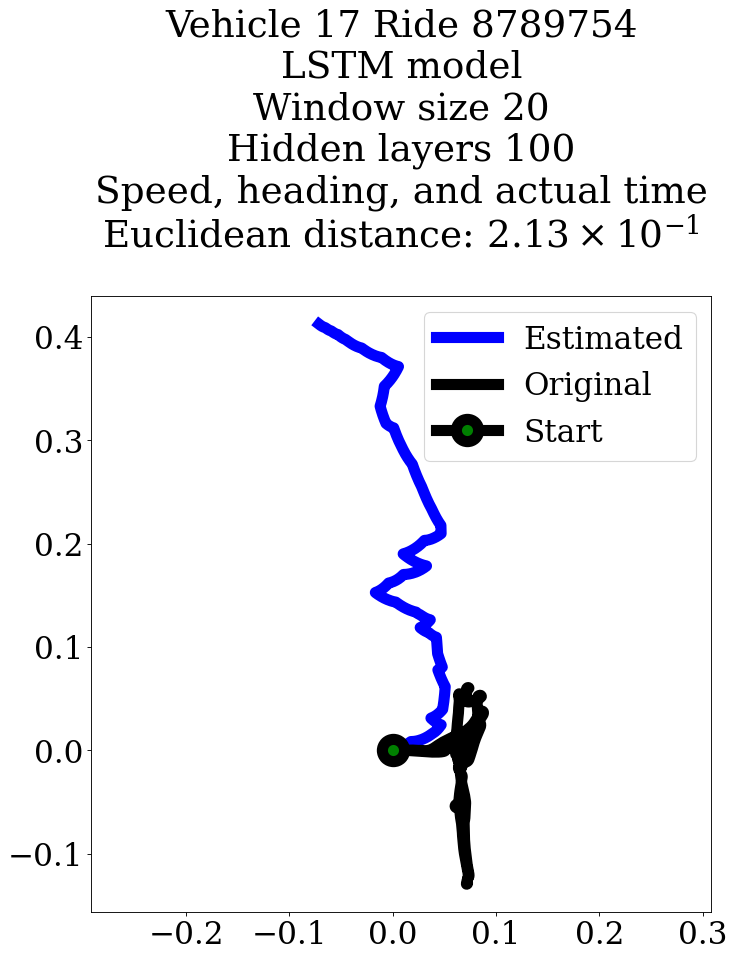 Vehicle 17 Ride 8789754
LSTM model
Window size 20
Hidden layers 100
Speed, heading, and actual time
Euclidean distance: 2.13 × 10⁻¹
Estimated
Original
Start
0.4
0.3
0.2
0.1
0.0
−0.1
−0.2 −0.1 0.0 0.1 0.2 0.3